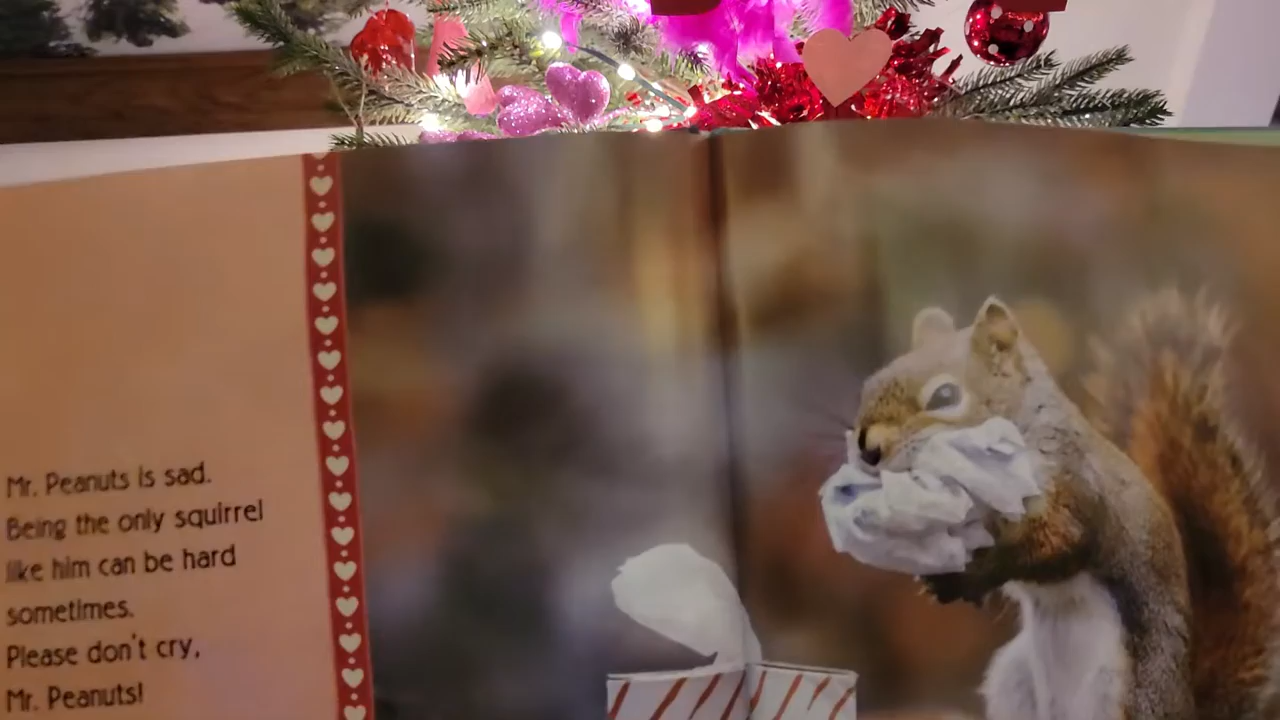 Mr. Peanuts is sad.
Being the only squirrel
like him can be hard
sometimes.
Please don't cry,
Mr. Peanuts!